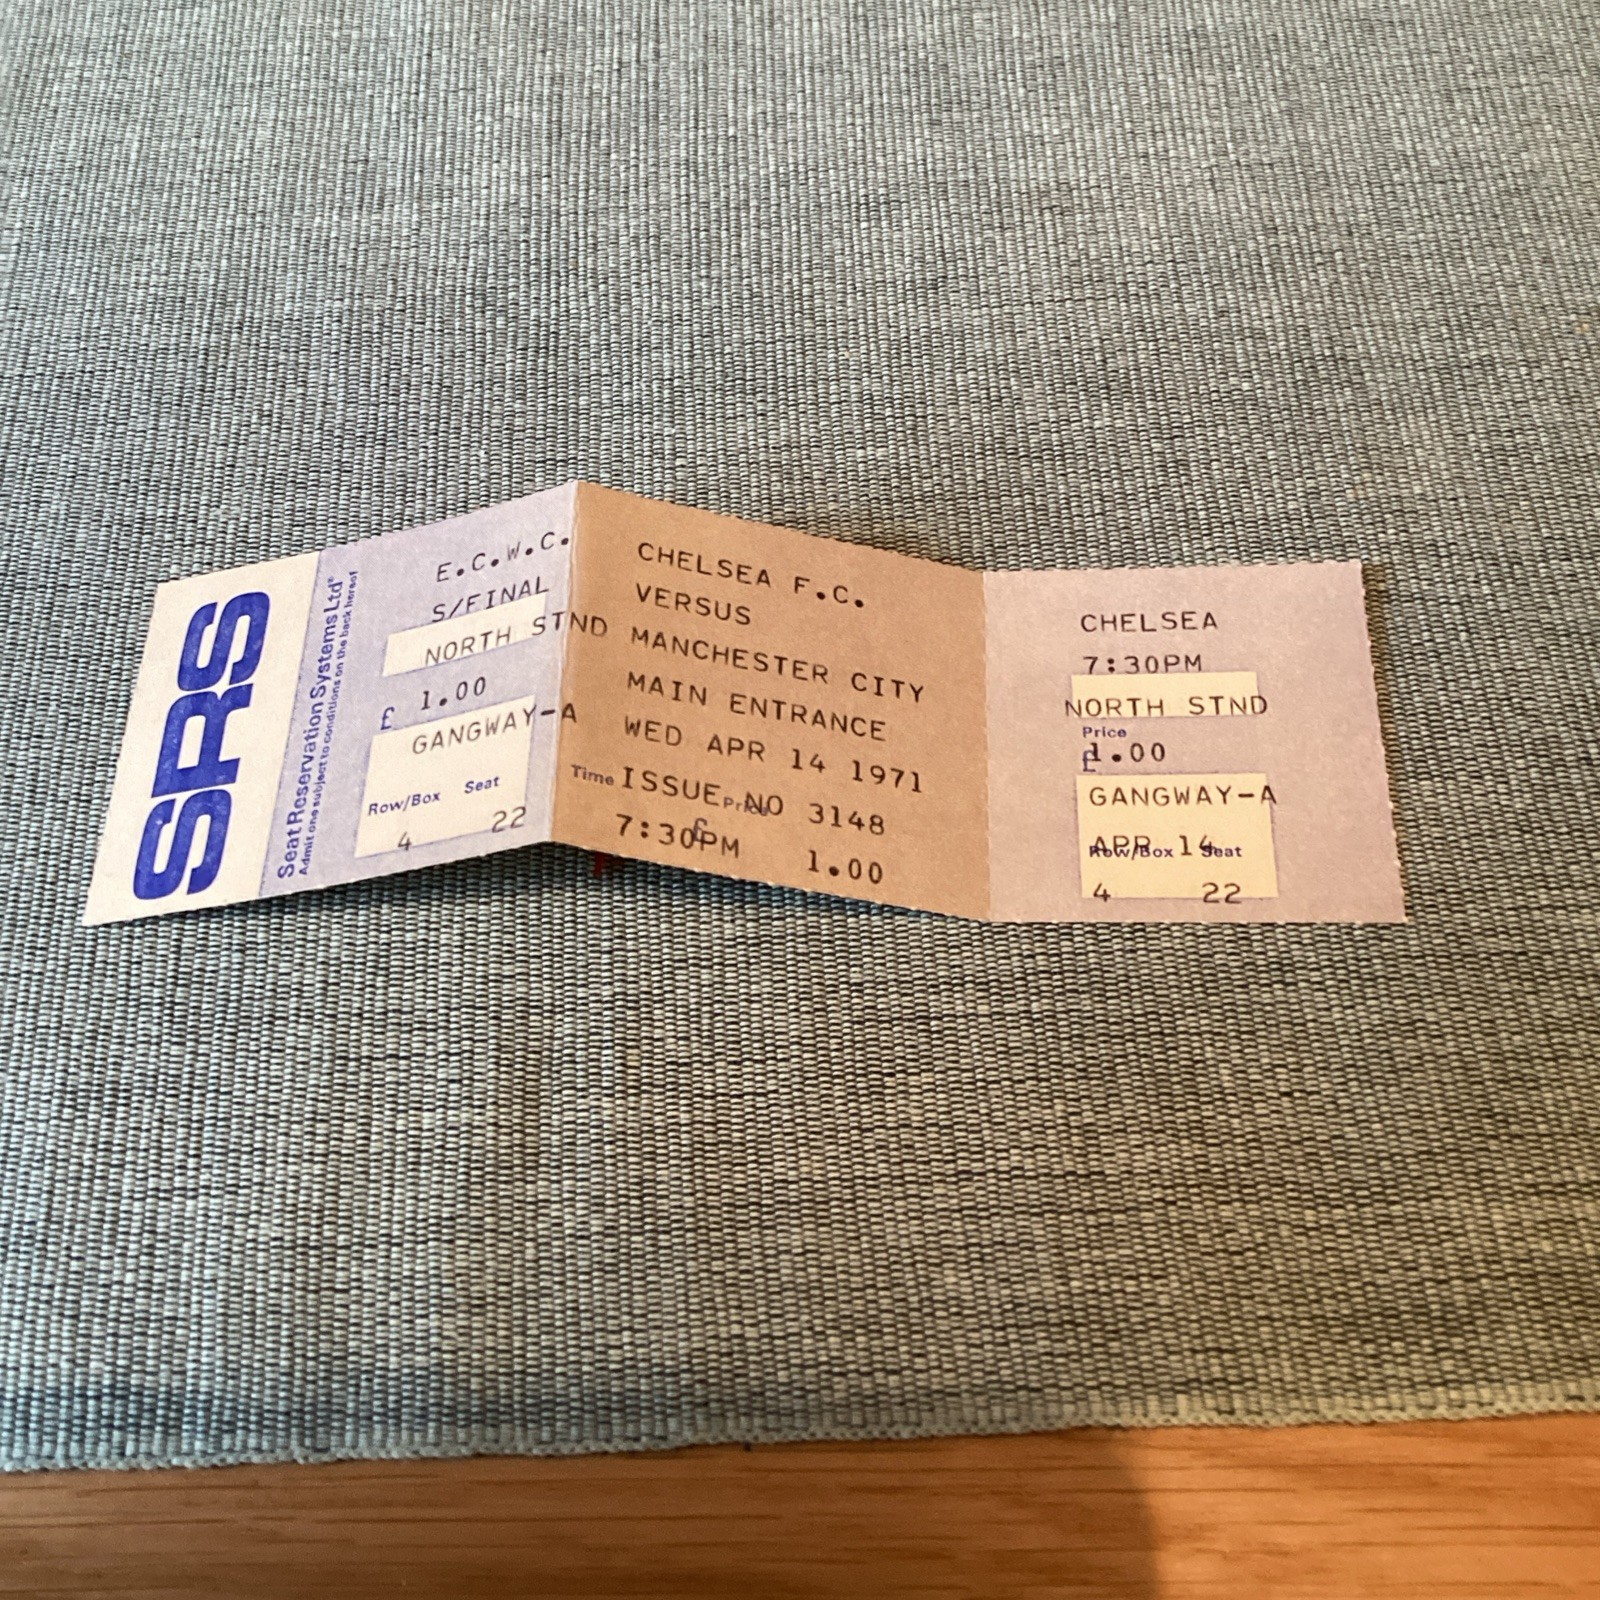 SRS
Seat Reservation Systems Ltd
Admit one subject to conditions on the back hereof
E.C.W.C.
S/FINAL
NORTH STND
£ 1.00
GANGWAY-A
Row/Box Seat
4 22
CHELSEA F.C.
VERSUS
MANCHESTER CITY
MAIN ENTRANCE
WED APR 14 1971
ISSUE NO 3148
Time Price
£
7:30PM 1.00
CHELSEA
7:30PM
NORTH STND
Price
£ 1.00
GANGWAY-A
APR 14
Row/Box Seat
4 22